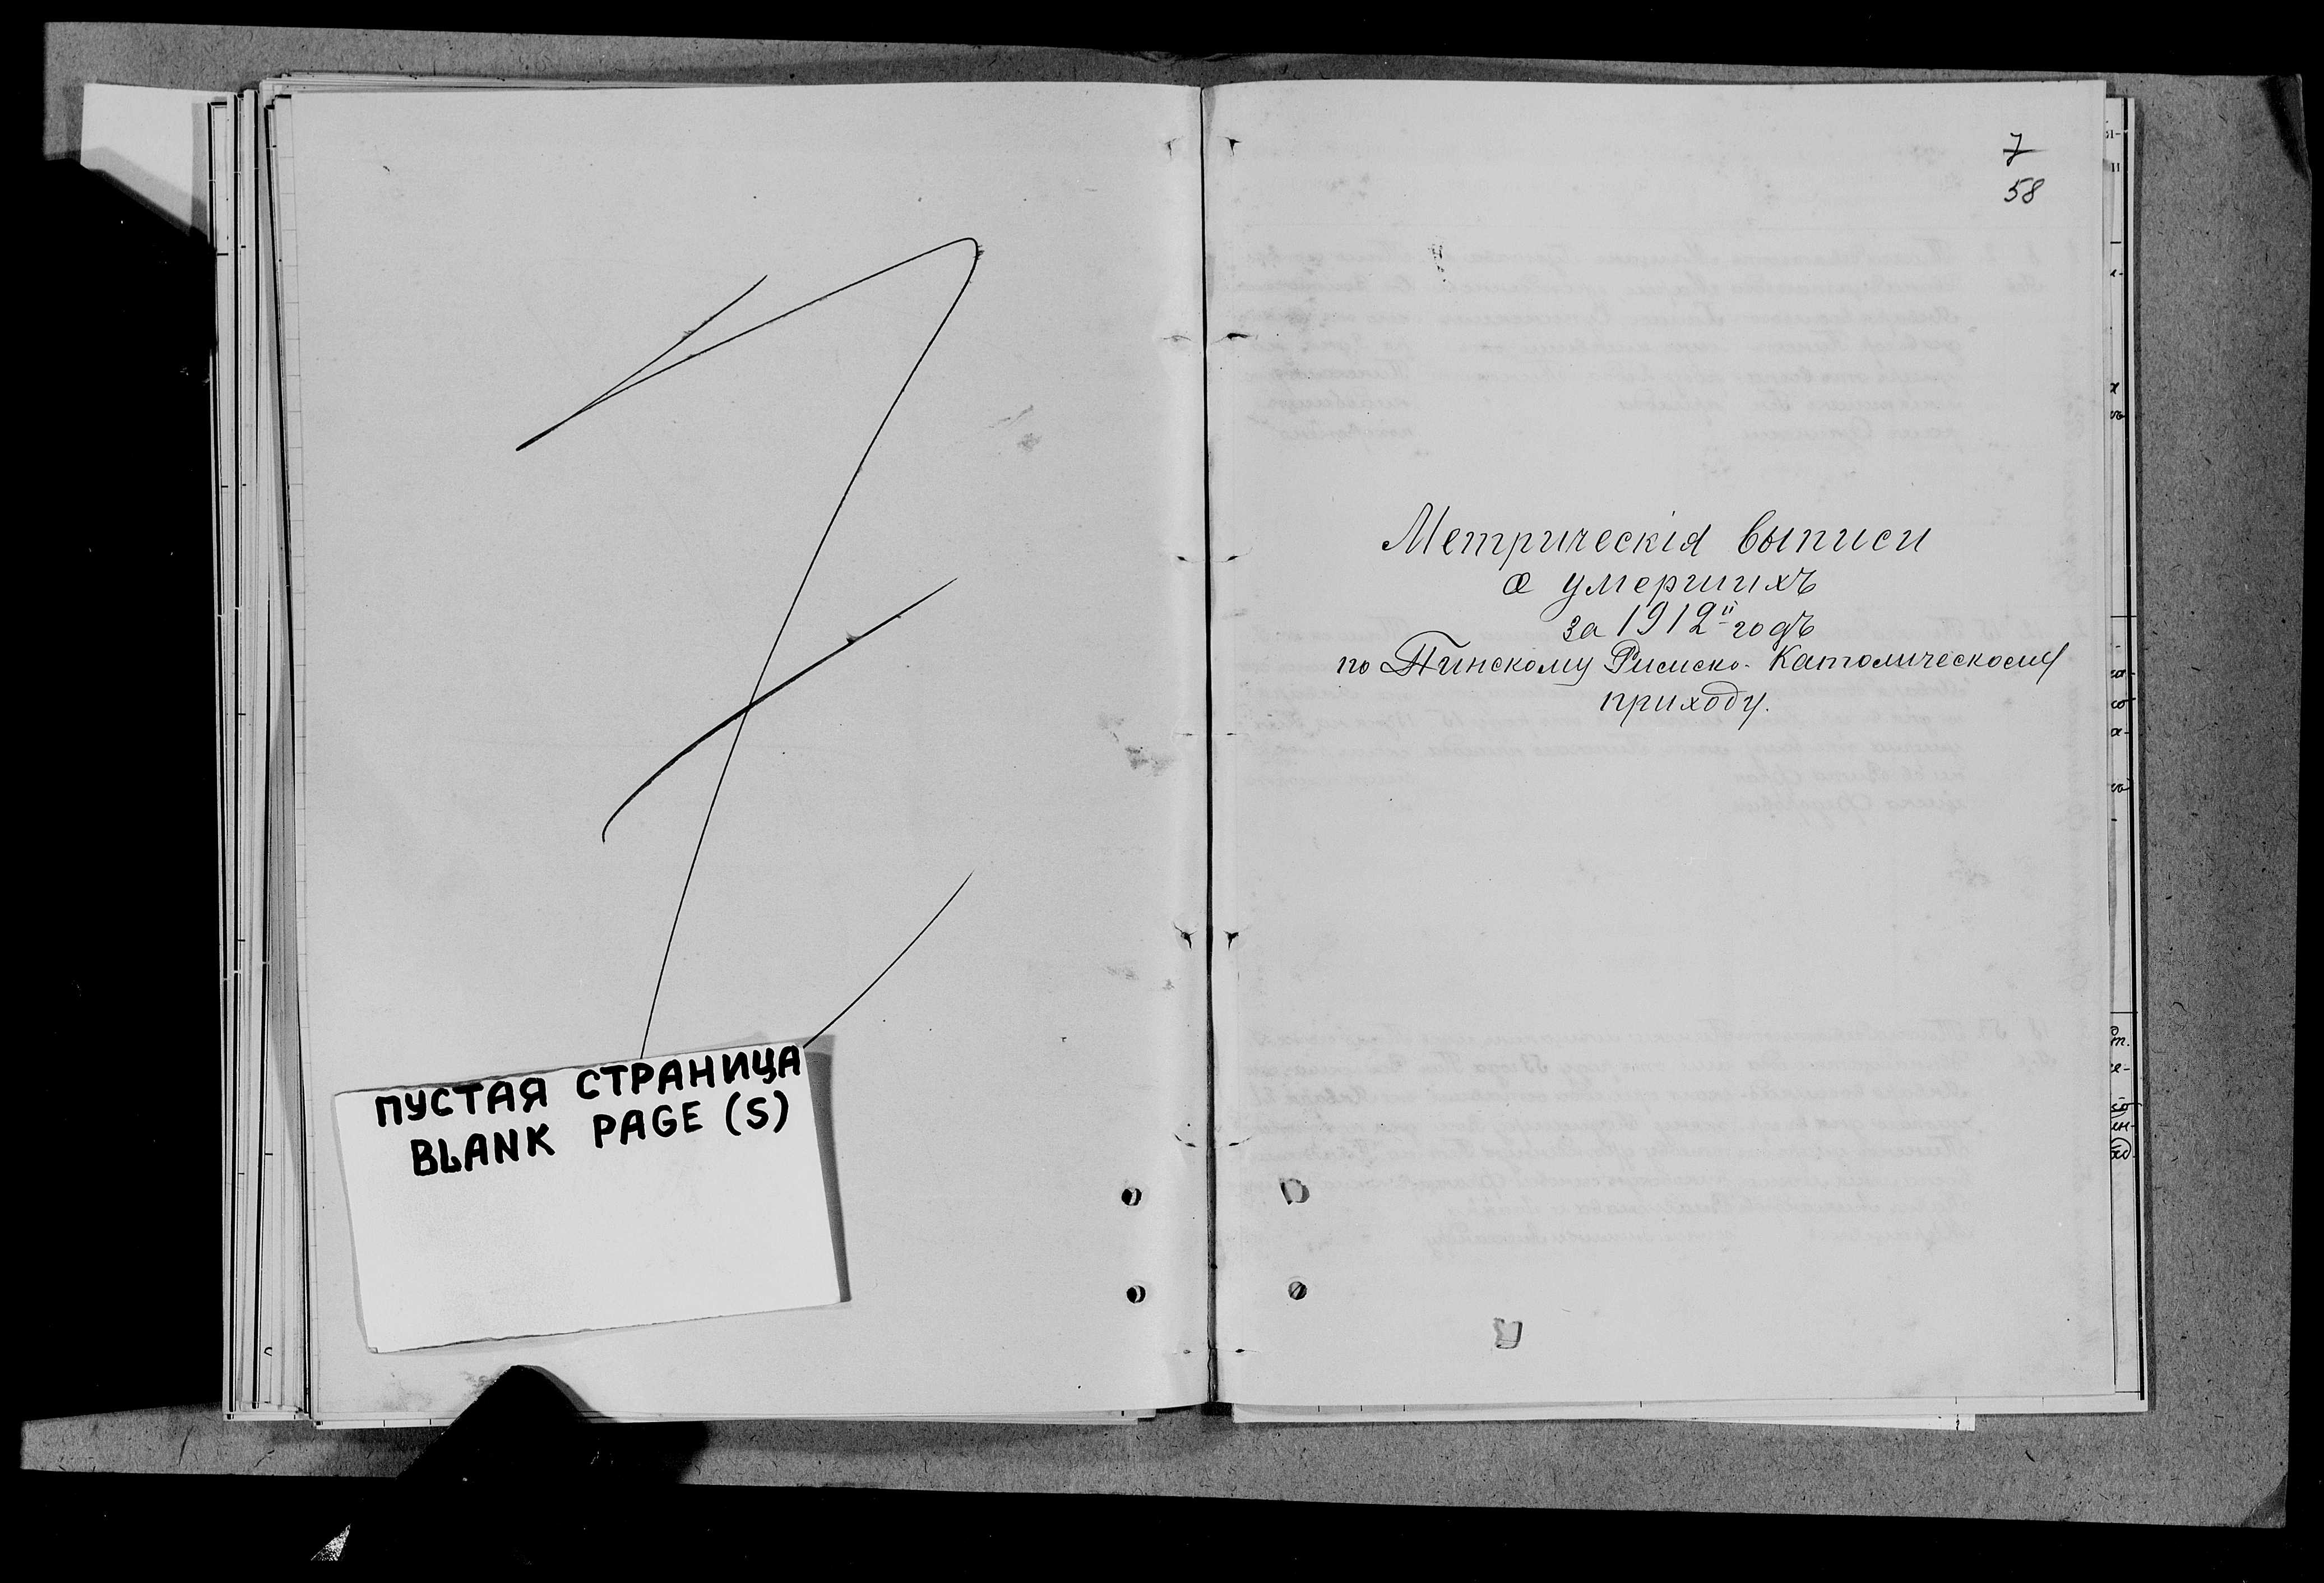 ПУСТАЯ СТРАНИЦА
BLANK PAGE (S)
7
58
Метрическія выписи
о умершихъ
за 1912й годъ
по Пинскому Римско-Католическому
приходу.